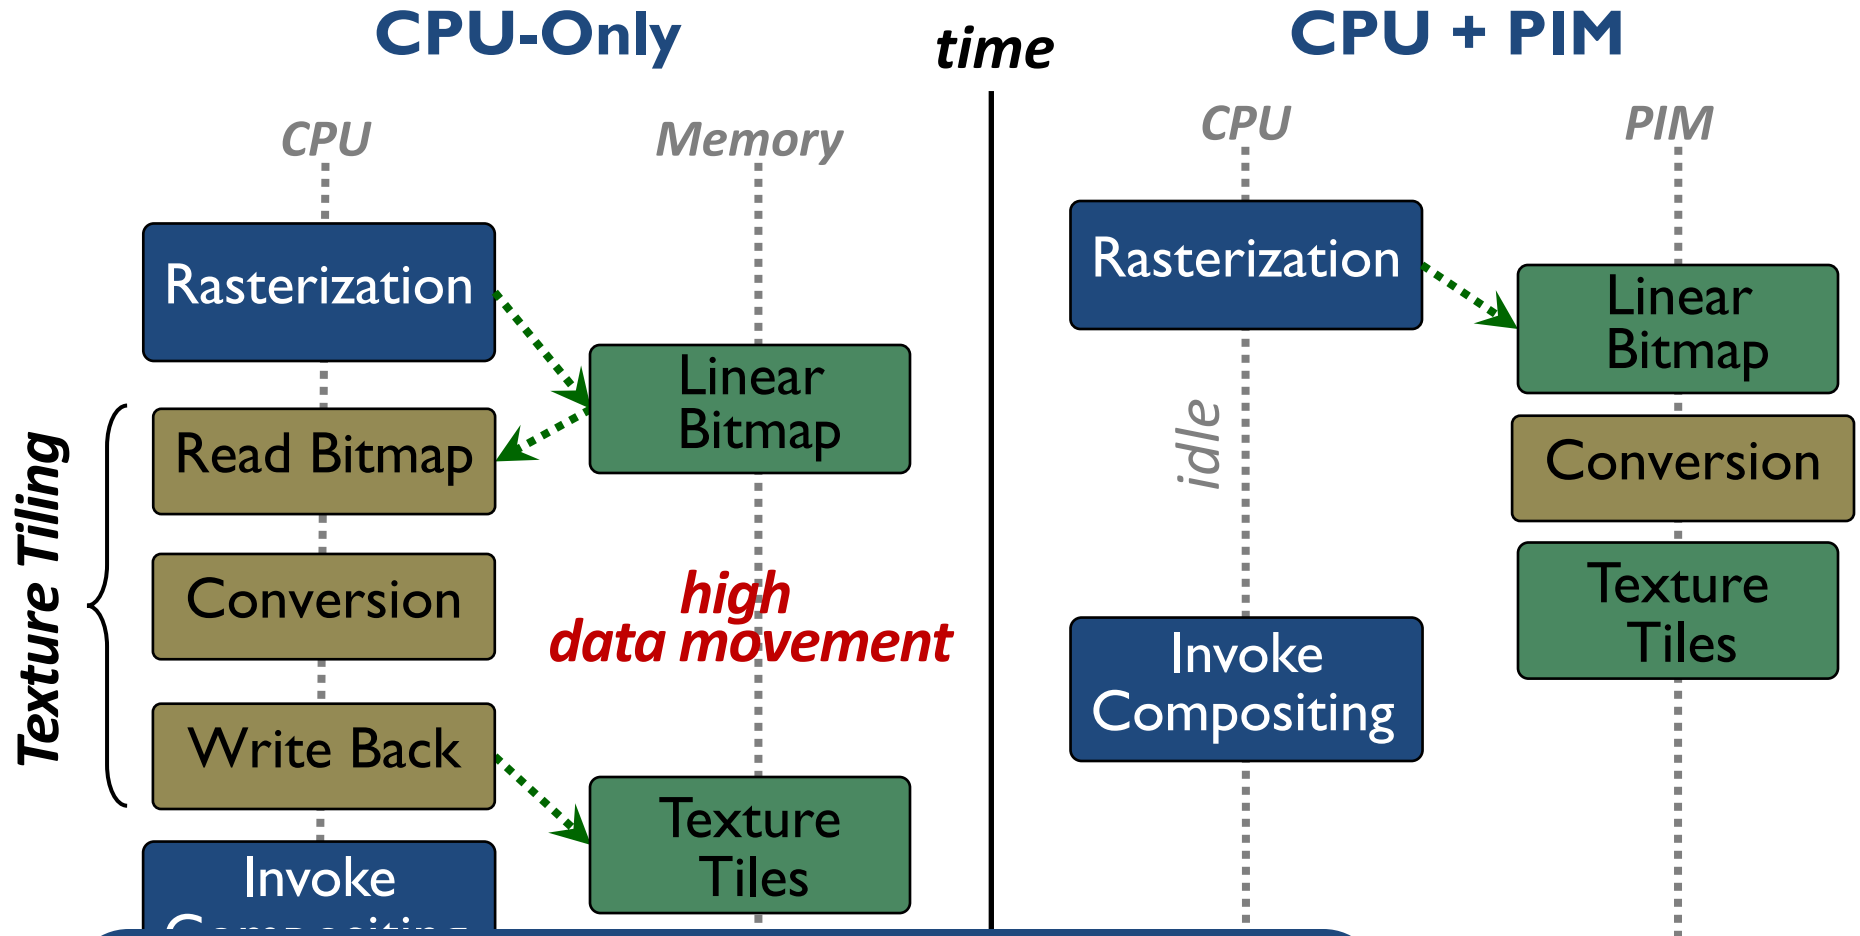 CPU-Only
time
CPU + PIM
CPU
Memory
CPU
PIM
Rasterization
Linear
Bitmap
Read Bitmap
Conversion
Write Back
Texture Tiling
high
data movement
Texture
Tiles
Invoke
Compositing
Rasterization
Linear
Bitmap
idle
Conversion
Texture
Tiles
Invoke
Compositing